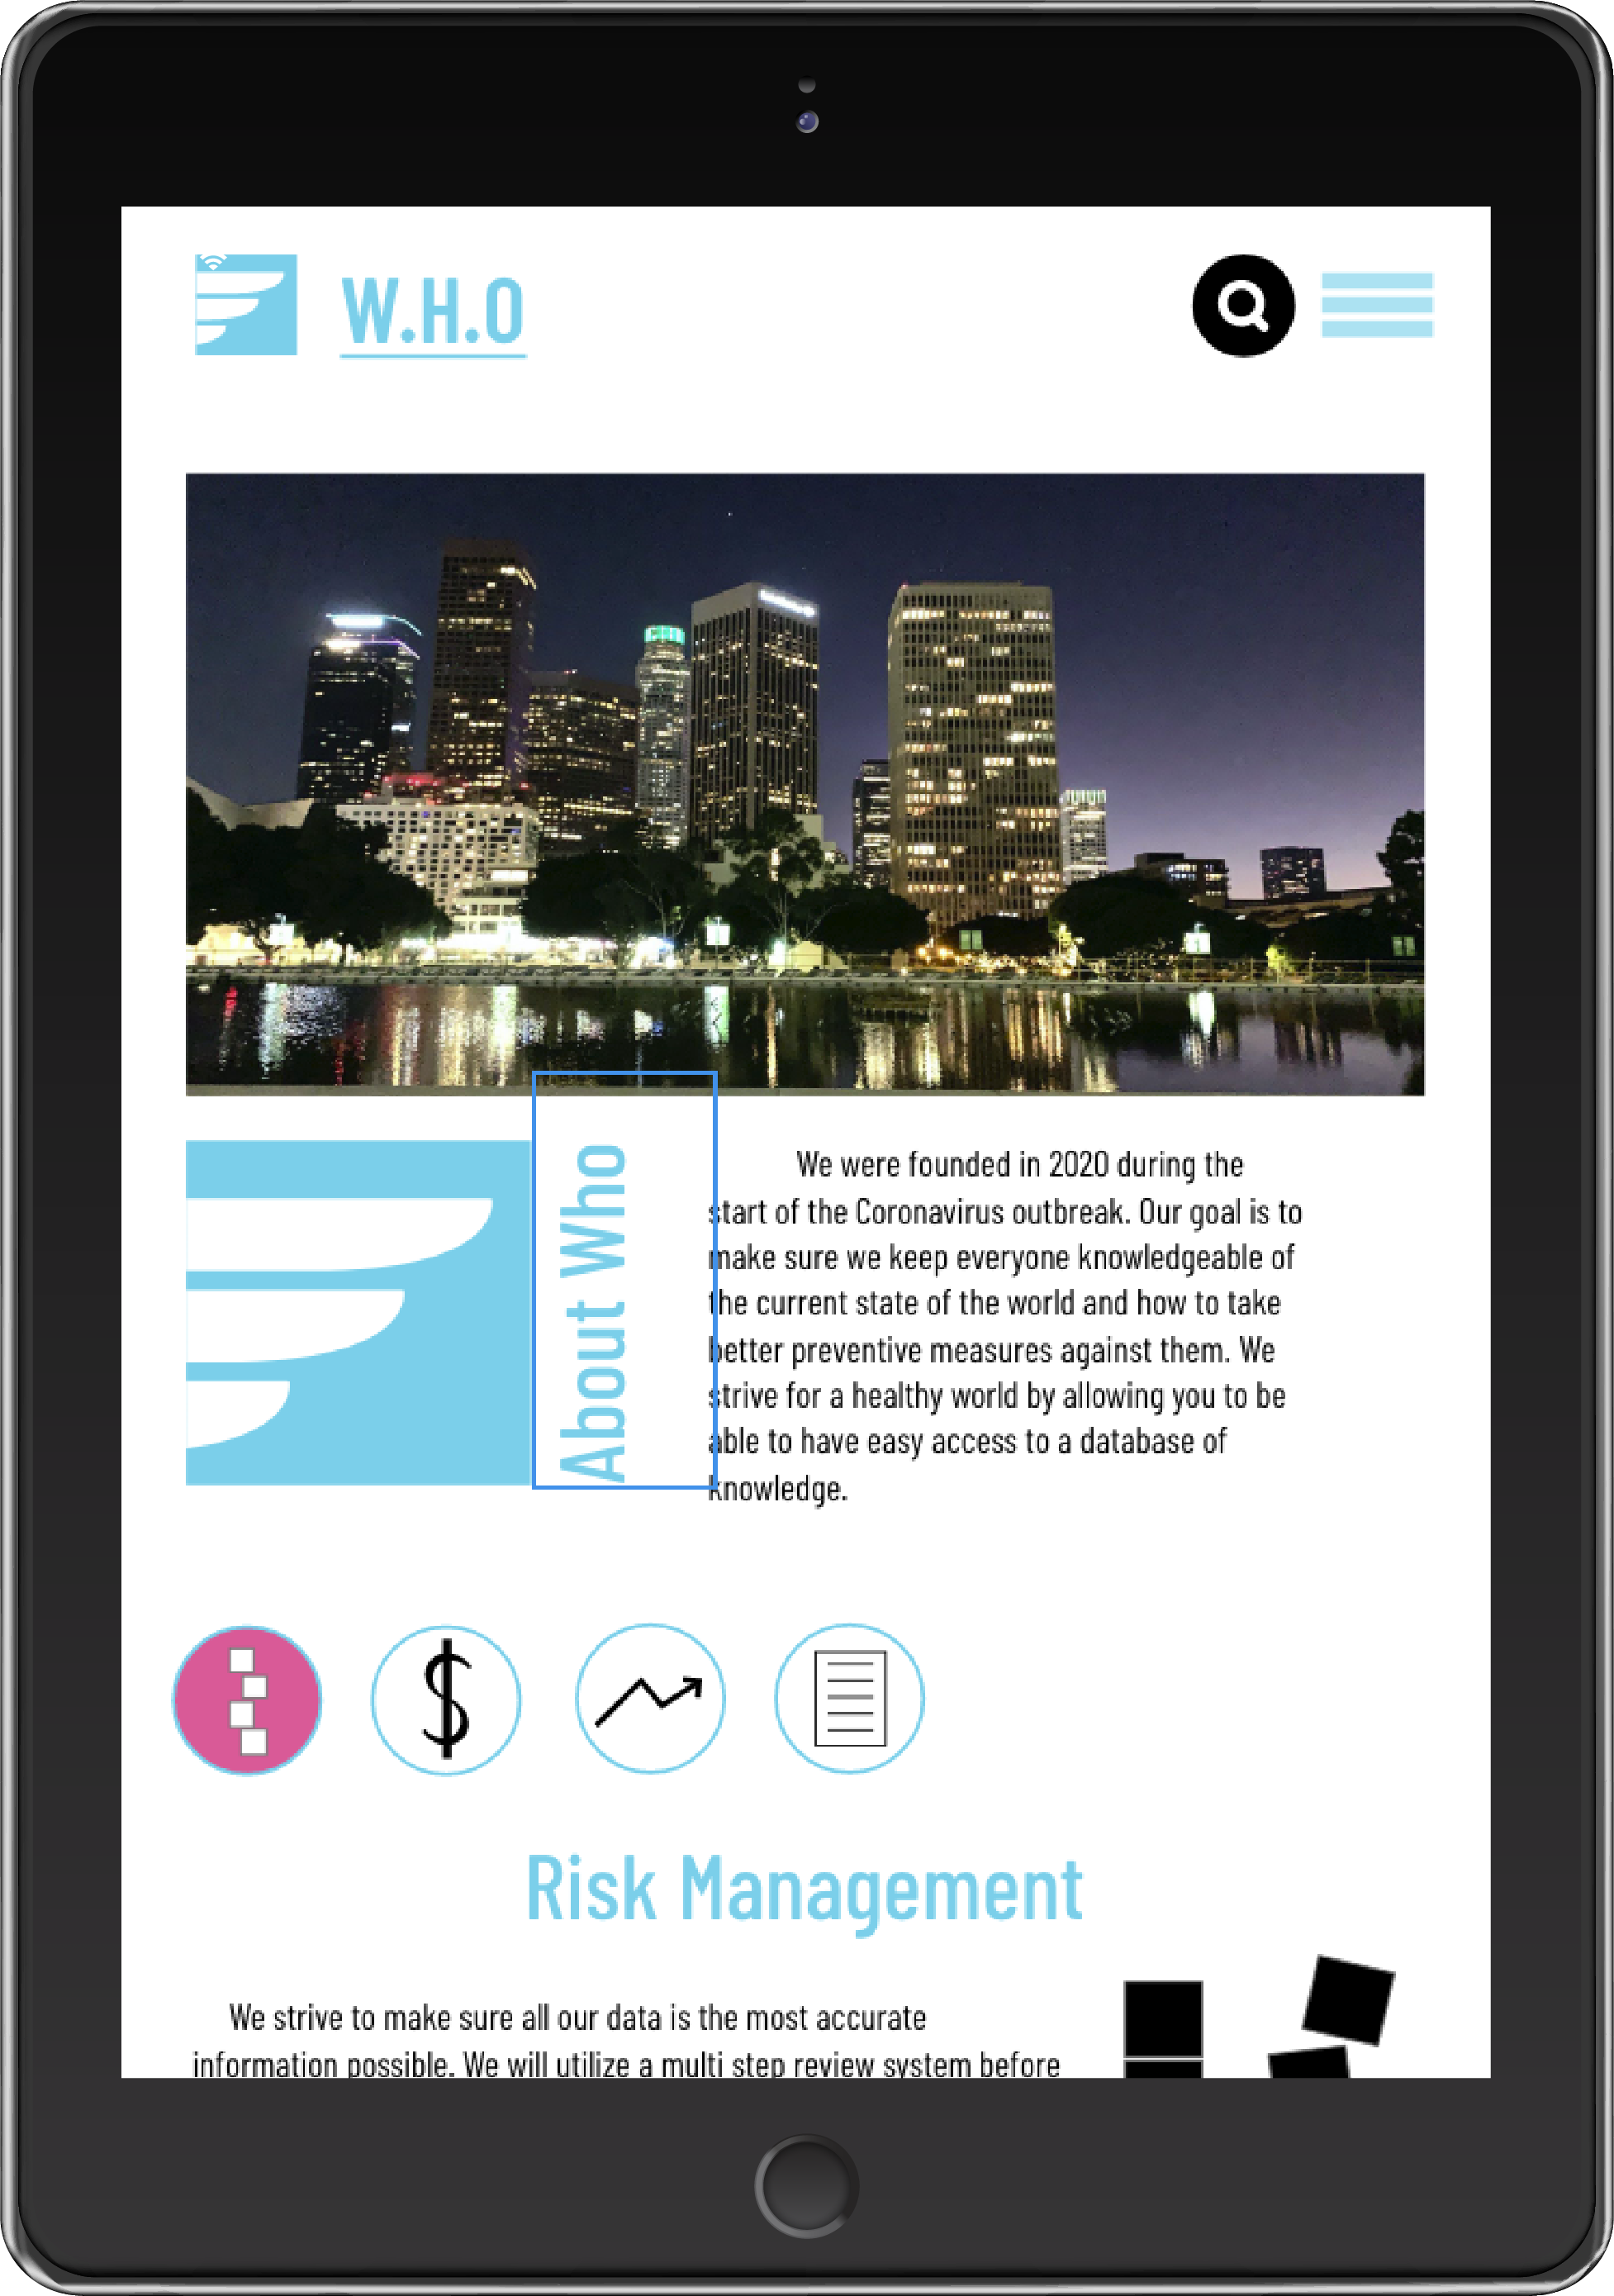 W.H.O
About Who
We were founded in 2020 during the
start of the Coronavirus outbreak. Our goal is to
make sure we keep everyone knowledgeable of
the current state of the world and how to take
better preventive measures against them. We
strive for a healthy world by allowing you to be
able to have easy access to a database of
knowledge.
Risk Management
We strive to make sure all our data is the most accurate
information possible. We will utilize a multi step review system before